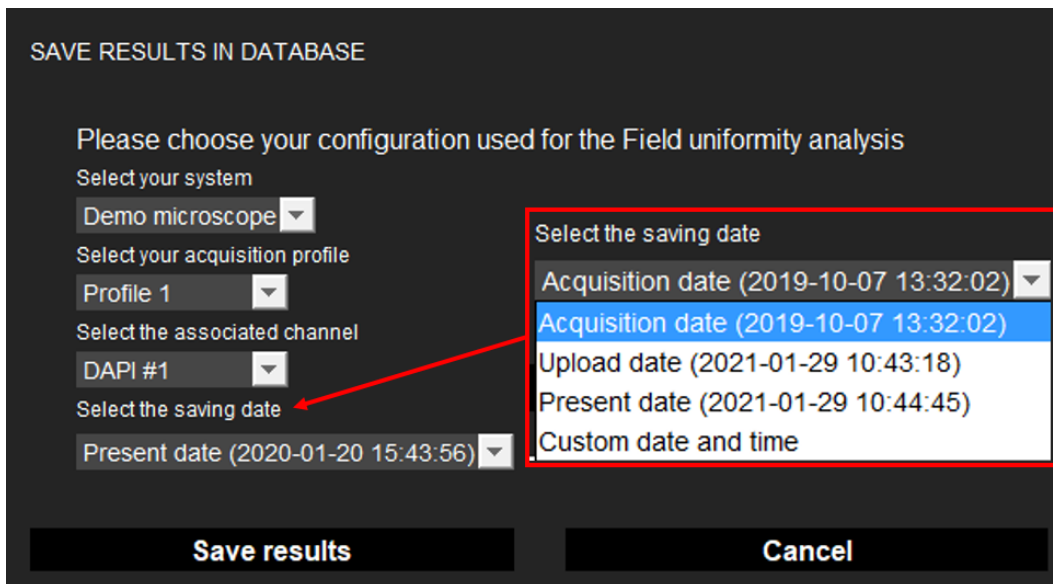 SAVE RESULTS IN DATABASE
Please choose your configuration used for the Field uniformity analysis
Select your system
Demo microscope
Select your acquisition profile
Profile 1
Select the associated channel
DAPI #1
Select the saving date
Present date (2020-01-20 15:43:56)
Select the saving date
Acquisition date (2019-10-07 13:32:02)
Acquisition date (2019-10-07 13:32:02)
Upload date (2021-01-29 10:43:18)
Present date (2021-01-29 10:44:45)
Custom date and time
Save results
Cancel